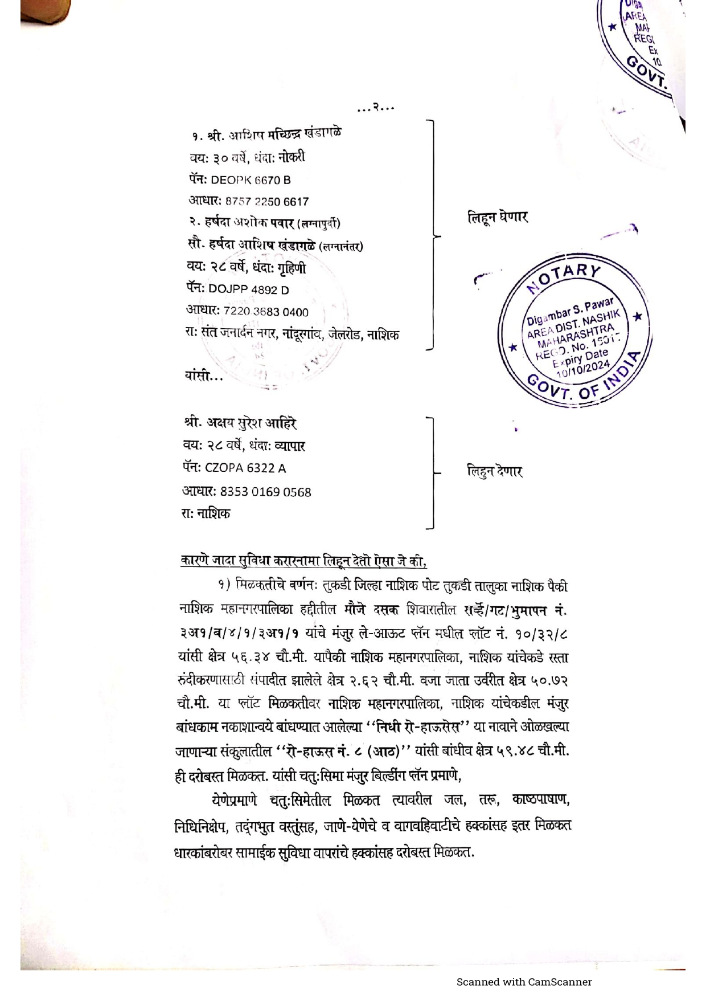 Diga
AREA
MAH
REGI
Ex
10.
GOVT.
...२...
१. श्री. आशिष मच्छिन्द्र खंडागळे
वय: ३० वर्षे, धंदा: नोकरी
पॅन: DEOPK 6670 B
आधार: 8757 2250 6617
२. हर्षदा अशोक पवार (लग्नापुर्वी)
सौ. हर्षदा आशिष खंडागळे (लग्नानंतर)
वय: २८ वर्षे, धंदा: गृहिणी
पॅन: DOJPP 4892 D
आधार: 7220 3683 0400
रा: संत जनार्दन नगर, नांदूरगांव, जेलरोड, नाशिक
लिहून घेणार
NOTARY
Digambar S. Pawar
AREA DIST. NASHIK
MAHARASHTRA
REGD. No.
Expiry Date
10/10/2024
GOVT. OF INDIA
यांसी...
श्री. अक्षय सुरेश आहिरे
वय: २८ वर्षे, धंदा: व्यापार
पॅन: CZOPA 6322 A
आधार: 8353 0169 0568
रा: नाशिक
लिहुन देणार
कारणे जादा सुविधा करारनामा लिहून देतो ऐसा जे की,
१) मिळकतीचे वर्णन: तुकडी जिल्हा नाशिक पोट तुकडी तालुका नाशिक पैकी
नाशिक महानगरपालिका हद्दीतील मौजे दसक शिवारातील सर्व्हे/गट/भुमापन नं.
३अ१/ब/४/१/३अ१/१ यांचे मंजुर ले-आऊट प्लॅन मधील प्लॉट नं. १०/३२/८
यांसी क्षेत्र ५६.३४ चौ.मी. यापैकी नाशिक महानगरपालिका, नाशिक यांचेकडे रस्ता
रुंदीकरणासाठी संपादीत झालेले क्षेत्र २.६२ चौ.मी. वजा जाता उर्वरीत क्षेत्र ५०.७२
चौ.मी. या प्लॉट मिळकतीवर नाशिक महानगरपालिका, नाशिक यांचेकडील मंजुर
बांधकाम नकाशान्वये बांधण्यात आलेल्या ‘‘निधी रो-हाऊसेस’’ या नावाने ओळखल्या
जाणाऱ्या संकुलातील ‘‘रो-हाऊस नं. ८ (आठ)’’ यांसी बांधीव क्षेत्र ५९.४८ चौ.मी.
ही दरोबस्त मिळकत. यांसी चतु:सिमा मंजुर बिल्डींग प्लॅन प्रमाणे,
येणेप्रमाणे चतु:सिमेतील मिळकत त्यावरील जल, तरू, काष्ठपाषाण,
निधिनिक्षेप, तद्ंगभुत वस्तुंसह, जाणे-येणेचे व वागवहिवाटीचे हक्कांसह इतर मिळकत
धारकांबरोबर सामाईक सुविधा वापरांचे हक्कांसह दरोबस्त मिळकत.
Scanned with CamScanner